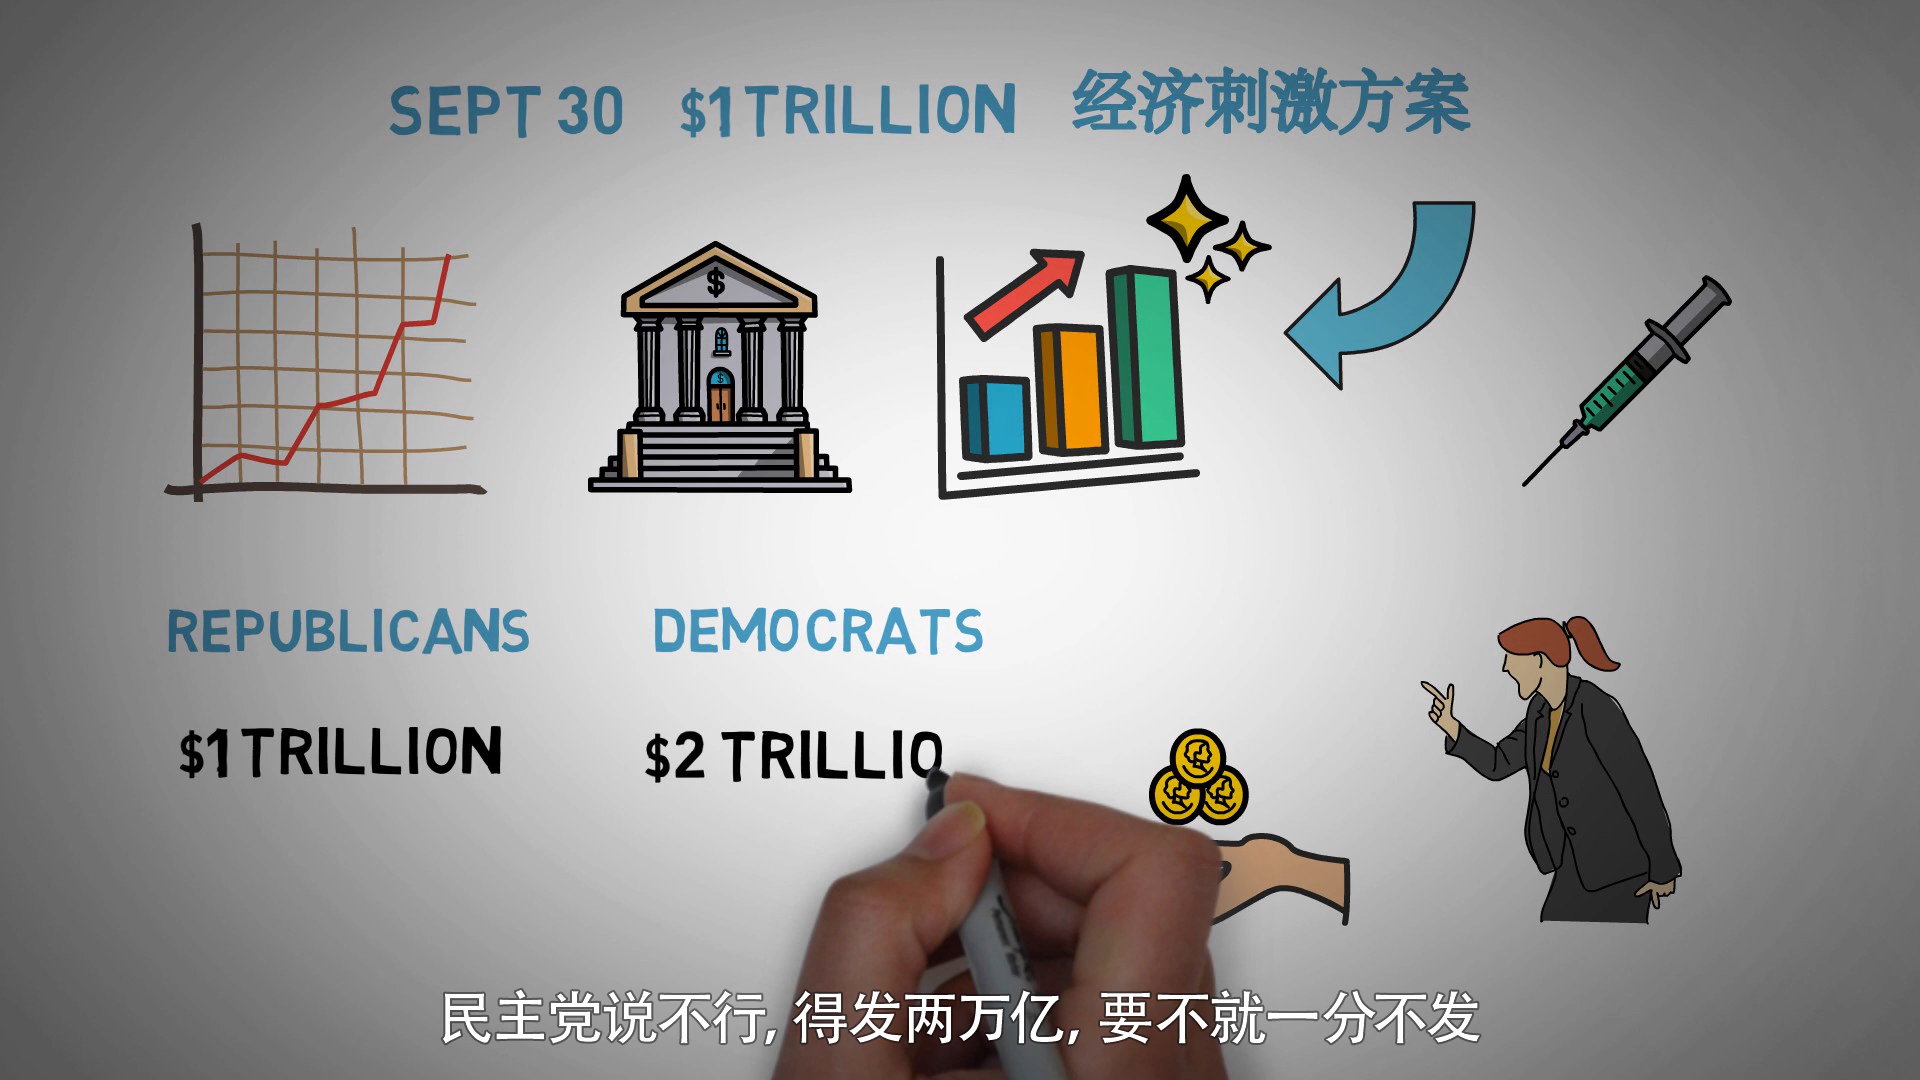 SEPT 30 $1 TRILLION 经济刺激方案
REPUBLICANS DEMOCRATS
$1 TRILLION $2 TRILLIO
民主党说不行, 得发两万亿, 要不就一分不发